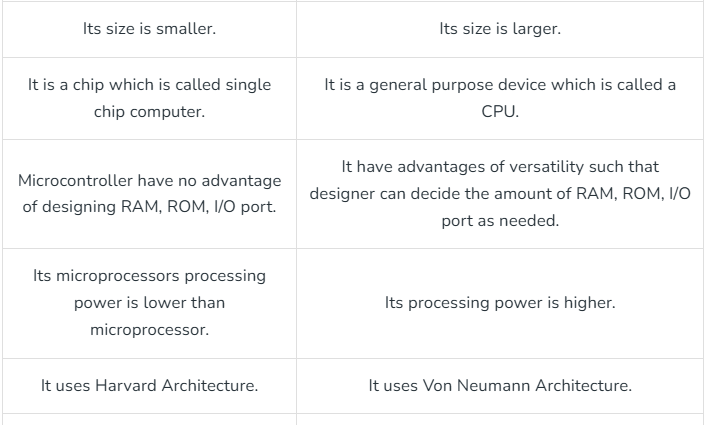 Its size is smaller.
Its size is larger.
It is a chip which is called single
chip computer.
It is a general purpose device which is called a
CPU.
Microcontroller have no advantage
of designing RAM, ROM, I/O port.
It have advantages of versatility such that
designer can decide the amount of RAM, ROM, I/O
port as needed.
Its microprocessors processing
power is lower than
microprocessor.
Its processing power is higher.
It uses Harvard Architecture.
It uses Von Neumann Architecture.